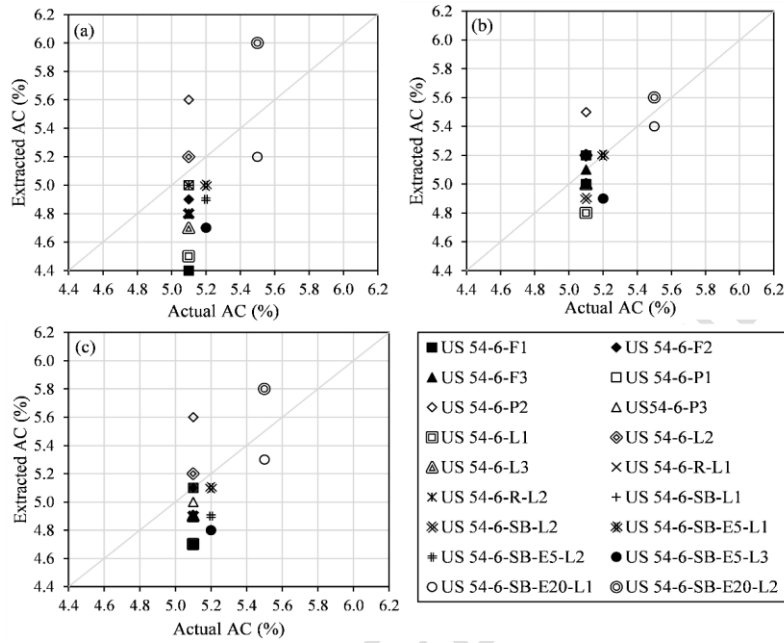 (a)
6.2
6.0
5.8
5.6
5.4
5.2
5.0
4.8
4.6
4.4
Extracted AC (%)
4.4 4.6 4.8 5.0 5.2 5.4 5.6 5.8 6.0 6.2
Actual AC (%)
(b)
6.2
6.0
5.8
5.6
5.4
5.2
5.0
4.8
4.6
4.4
Extracted AC (%)
4.4 4.6 4.8 5.0 5.2 5.4 5.6 5.8 6.0 6.2
Actual AC (%)
(c)
6.2
6.0
5.8
5.6
5.4
5.2
5.0
4.8
4.6
4.4
Extracted AC (%)
4.4 4.6 4.8 5.0 5.2 5.4 5.6 5.8 6.0 6.2
Actual AC (%)
US 54-6-F1 US 54-6-F2
US 54-6-F3 US 54-6-P1
US 54-6-P2 US54-6-P3
US 54-6-L1 US 54-6-L2
US 54-6-L3 US 54-6-R-L1
US 54-6-R-L2 US 54-6-SB-L1
US 54-6-SB-L2 US 54-6-SB-E5-L1
US 54-6-SB-E5-L2 US 54-6-SB-E5-L3
US 54-6-SB-E20-L1 US 54-6-SB-E20-L2